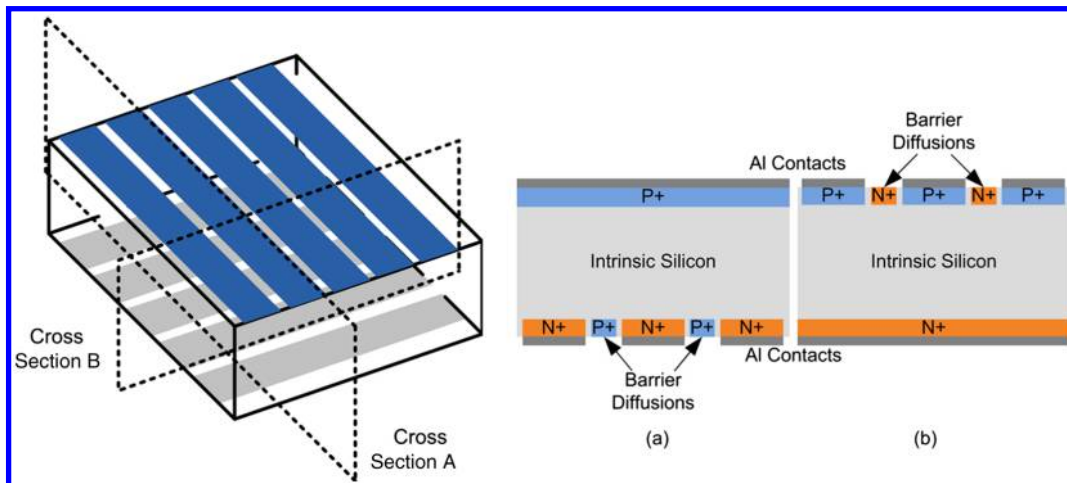 Cross
Section B
Cross
Section A
Al Contacts
P+
Intrinsic Silicon
N+ P+ N+ P+ N+
Al Contacts
Barrier
Diffusions
(a)
Barrier
Diffusions
P+ N+ P+ N+ P+
Intrinsic Silicon
N+
(b)